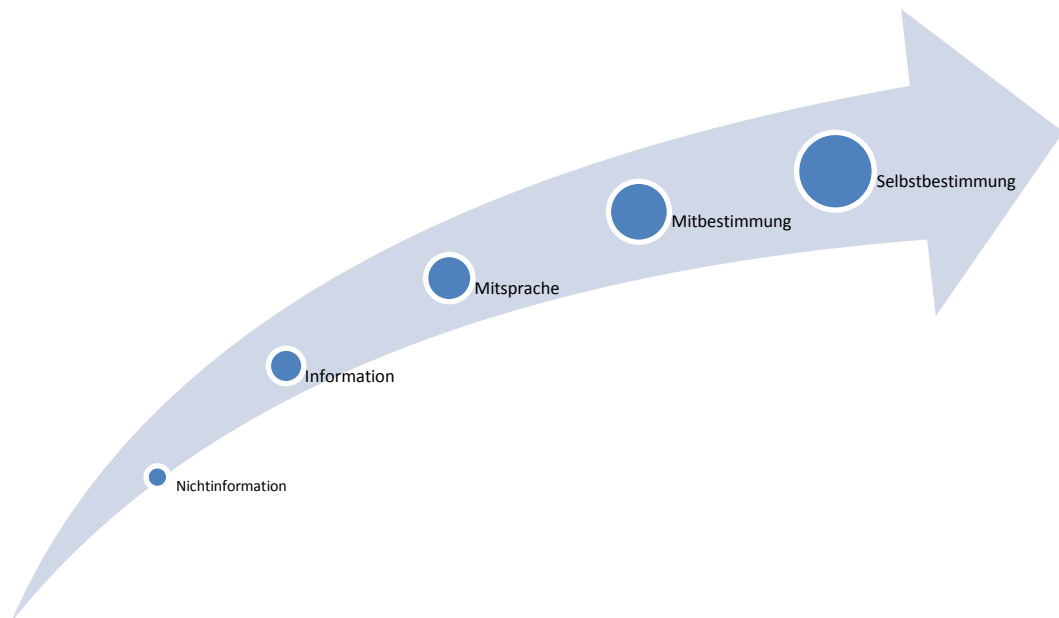 Selbstbestimmung
Mitbestimmung
Mitsprache
Information
Nichtinformation